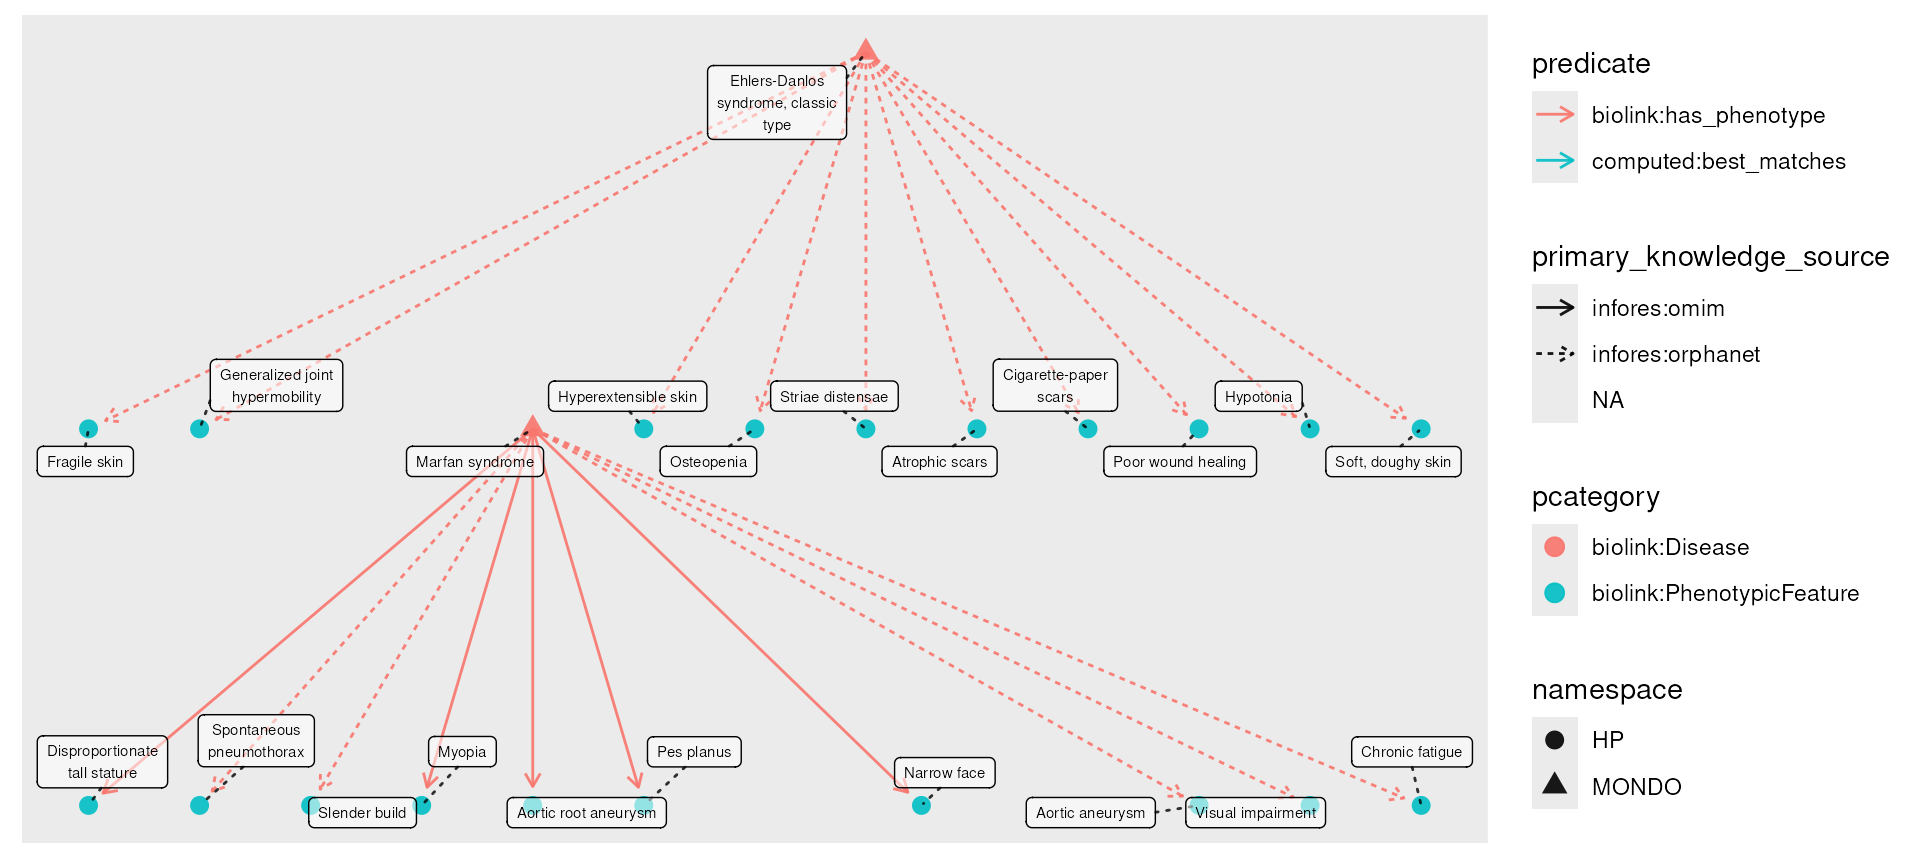 Ehlers-Danlos
syndrome, classic
type
Generalized joint
hypermobility
Hyperextensible skin
Striae distensae
Cigarette-paper
scars
Hypotonia
Fragile skin
Marfan syndrome
Osteopenia
Atrophic scars
Poor wound healing
Soft, doughy skin
Disproportionate
tall stature
Spontaneous
pneumothorax
Myopia
Pes planus
Narrow face
Chronic fatigue
Slender build
Aortic root aneurysm
Aortic aneurysm
Visual impairment
predicate
biolink:has_phenotype
computed:best_matches
primary_knowledge_source
infores:omim
infores:orphanet
NA
pcategory
biolink:Disease
biolink:PhenotypicFeature
namespace
HP
MONDO